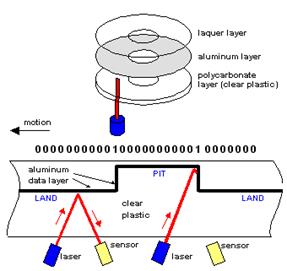 laquer layer
aluminum layer
polycarbonate
layer (clear plastic)
motion
00000000000100000000000010000000
aluminum
data layer
PIT
LAND
LAND
clear
plastic
sensor
laser
laser
sensor